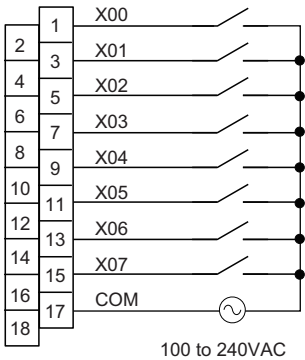 1 X00
2
3 X01
4
5 X02
6
7 X03
8
9 X04
10
11 X05
12
13 X06
14
15 X07
16
17 COM
18
100 to 240VAC